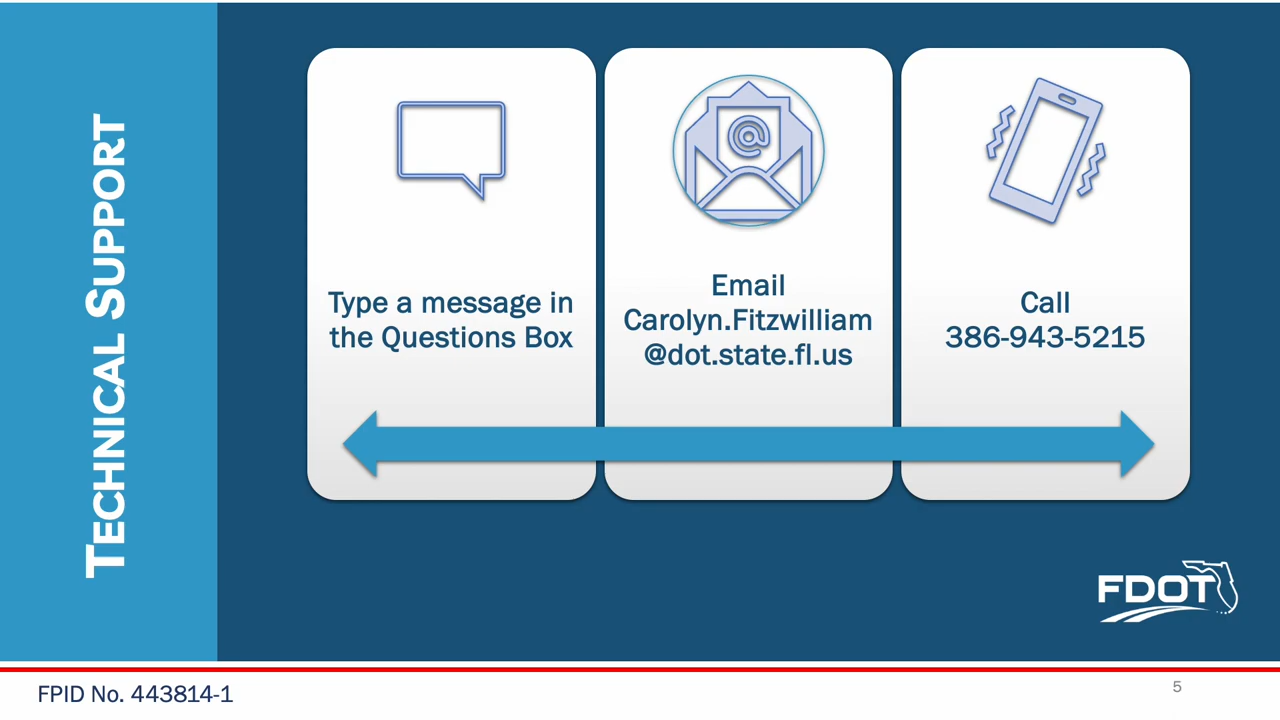 TECHNICAL SUPPORT
Type a message in
the Questions Box
@
Email
Carolyn.Fitzwilliam
@dot.state.fl.us
Call
386-943-5215
FDOT
FPID No. 443814-1
5